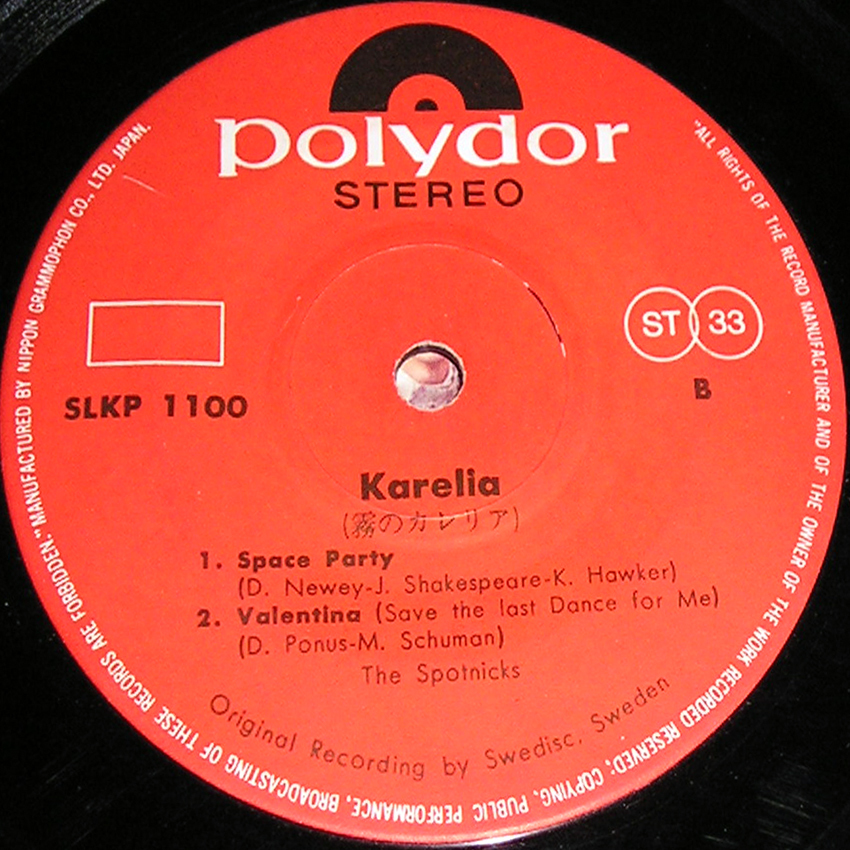 polydor
STEREO
ST 33
B
SLKP 1100
Karelia
(霧のカレリア)
1. Space Party
(D. Newey-J. Shakespeare-K. Hawker)
2. Valentina (Save the last Dance for Me)
(D. Ponus-M. Schuman)
The Spotnicks
Original Recording by Swedisc, Sweden
"ALL RIGHTS OF THE RECORD MANUFACTURER AND OF THE OWNER OF THE WORK RECORDED RESERVED; COPYING, PUBLIC PERFORMANCE, BROADCASTING OF THESE RECORDS ARE FORBIDDEN." MANUFACTURED BY NIPPON GRAMMOPHON CO., LTD. JAPAN.